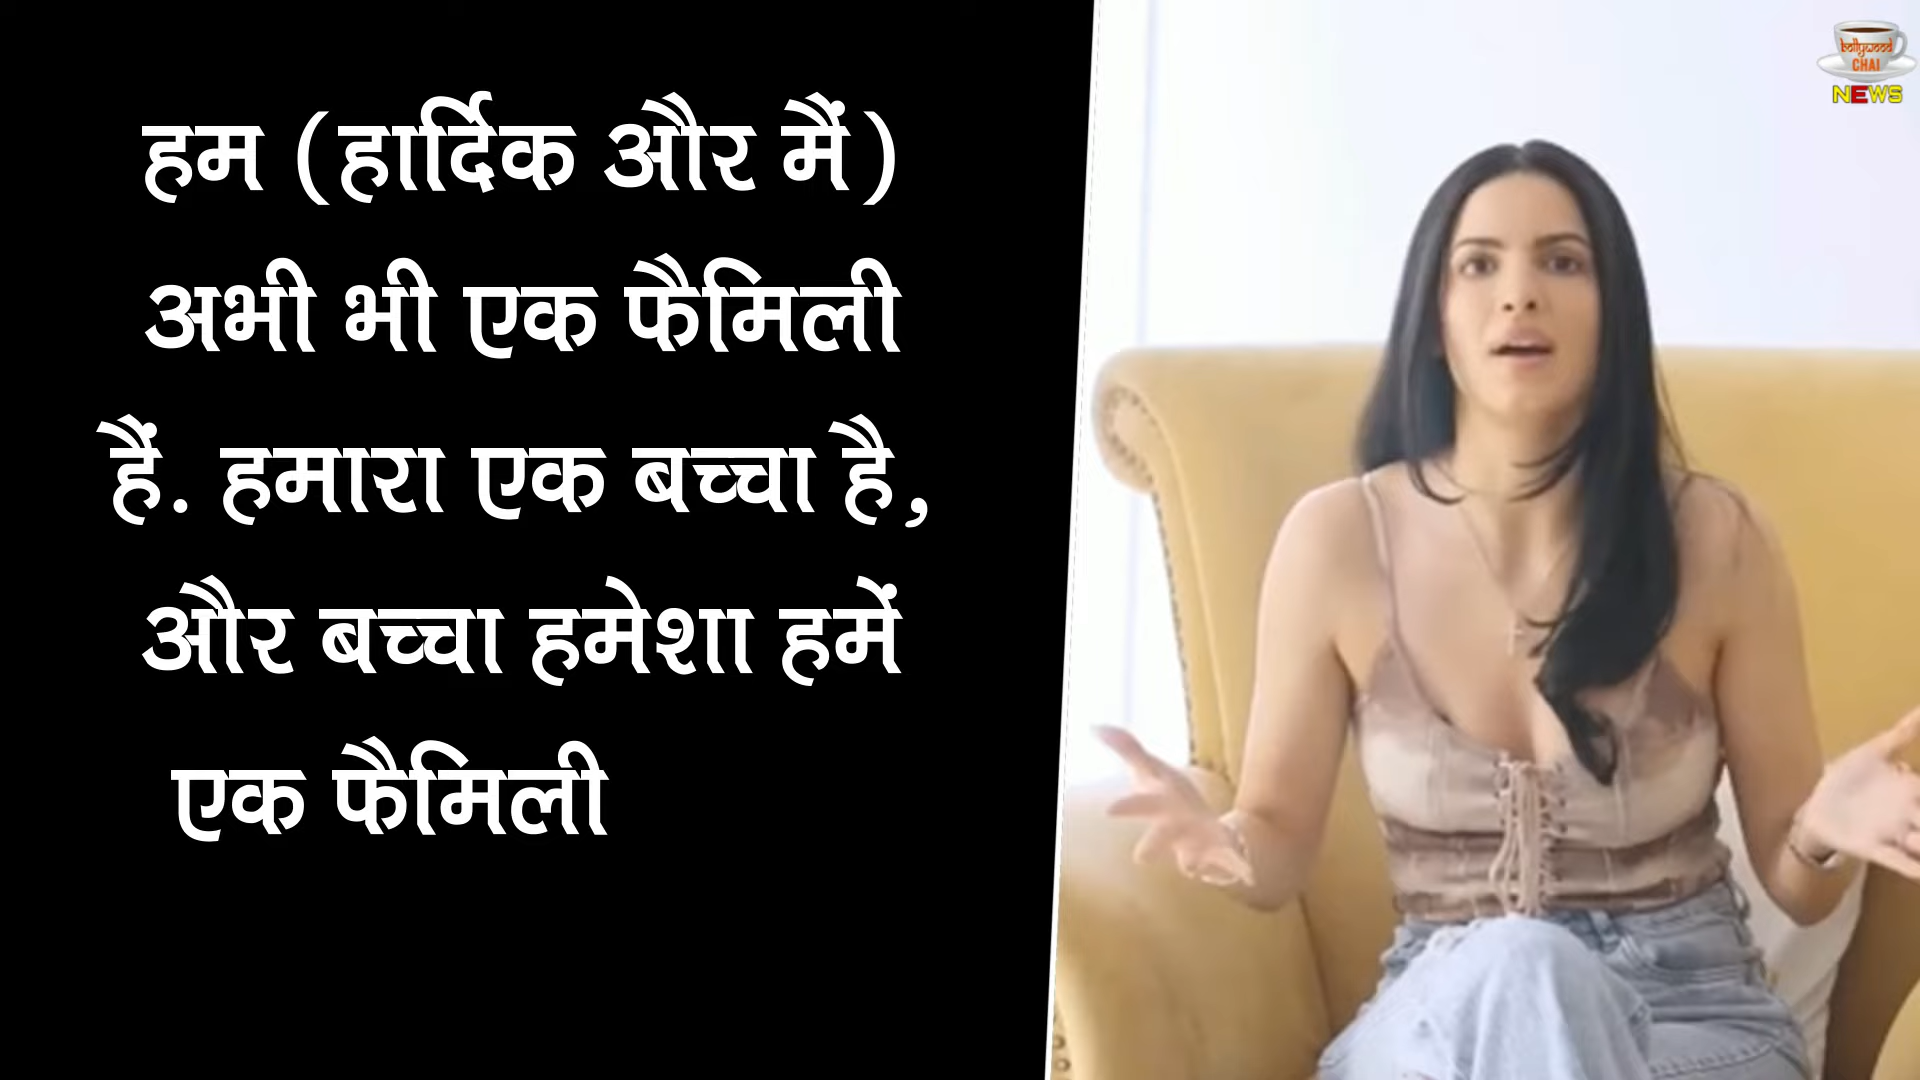 हम (हार्दिक और मैं)
अभी भी एक फैमिली
हैं. हमारा एक बच्चा है,
और बच्चा हमेशा हमें
एक फैमिली
bollywood
CHAI
NEWS